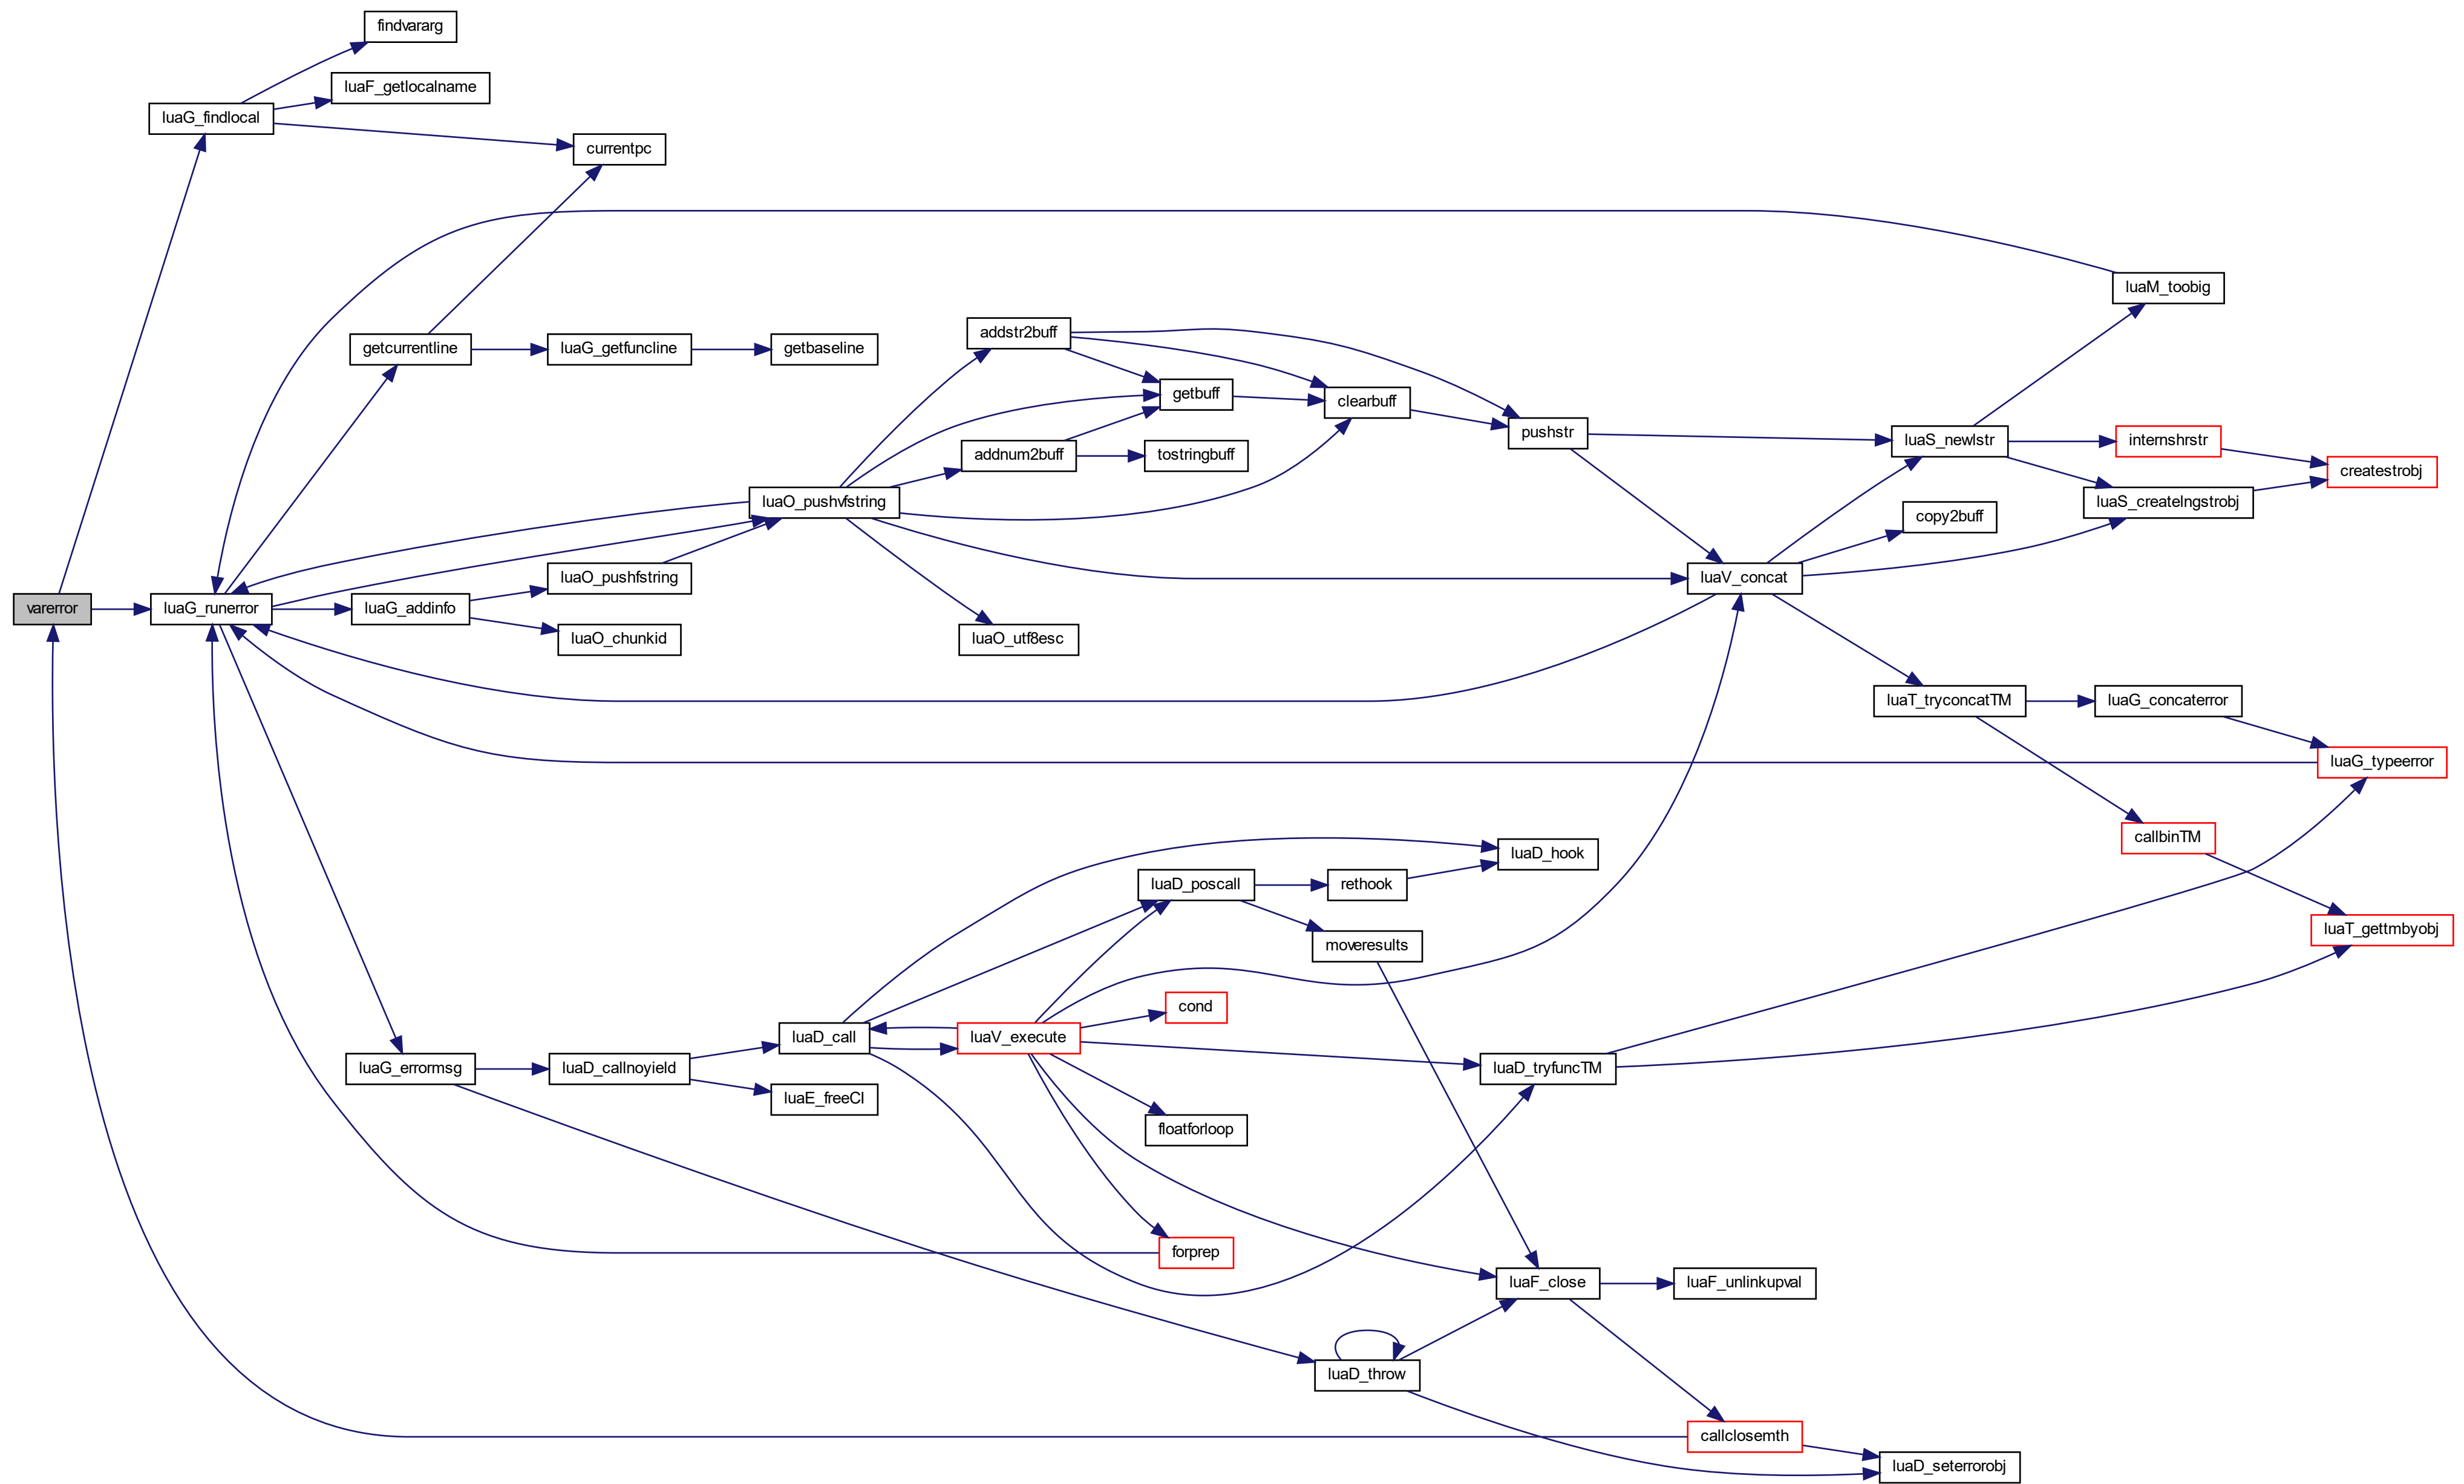 findvararg
luaF_getlocalname
luaG_findlocal
currentpc
luaM_toobig
addstr2buff
getcurrentline
luaG_getfuncline
getbaseline
getbuff
clearbuff
pushstr
luaS_newlstr
internshrstr
addnum2buff
tostringbuff
createstrobj
luaO_pushvfstring
luaS_createlngstrobj
copy2buff
luaO_pushfstring
luaV_concat
varerror
luaG_runerror
luaG_addinfo
luaO_chunkid
luaO_utf8esc
luaT_tryconcatTM
luaG_concaterror
luaG_typeerror
callbinTM
luaD_hook
luaD_poscall
rethook
luaT_gettmbyobj
moveresults
cond
luaD_call
luaV_execute
luaG_errormsg
luaD_callnoyield
luaD_tryfuncTM
luaE_freeCI
floatforloop
forprep
luaF_close
luaF_unlinkupval
luaD_throw
callclosemth
luaD_seterrorobj